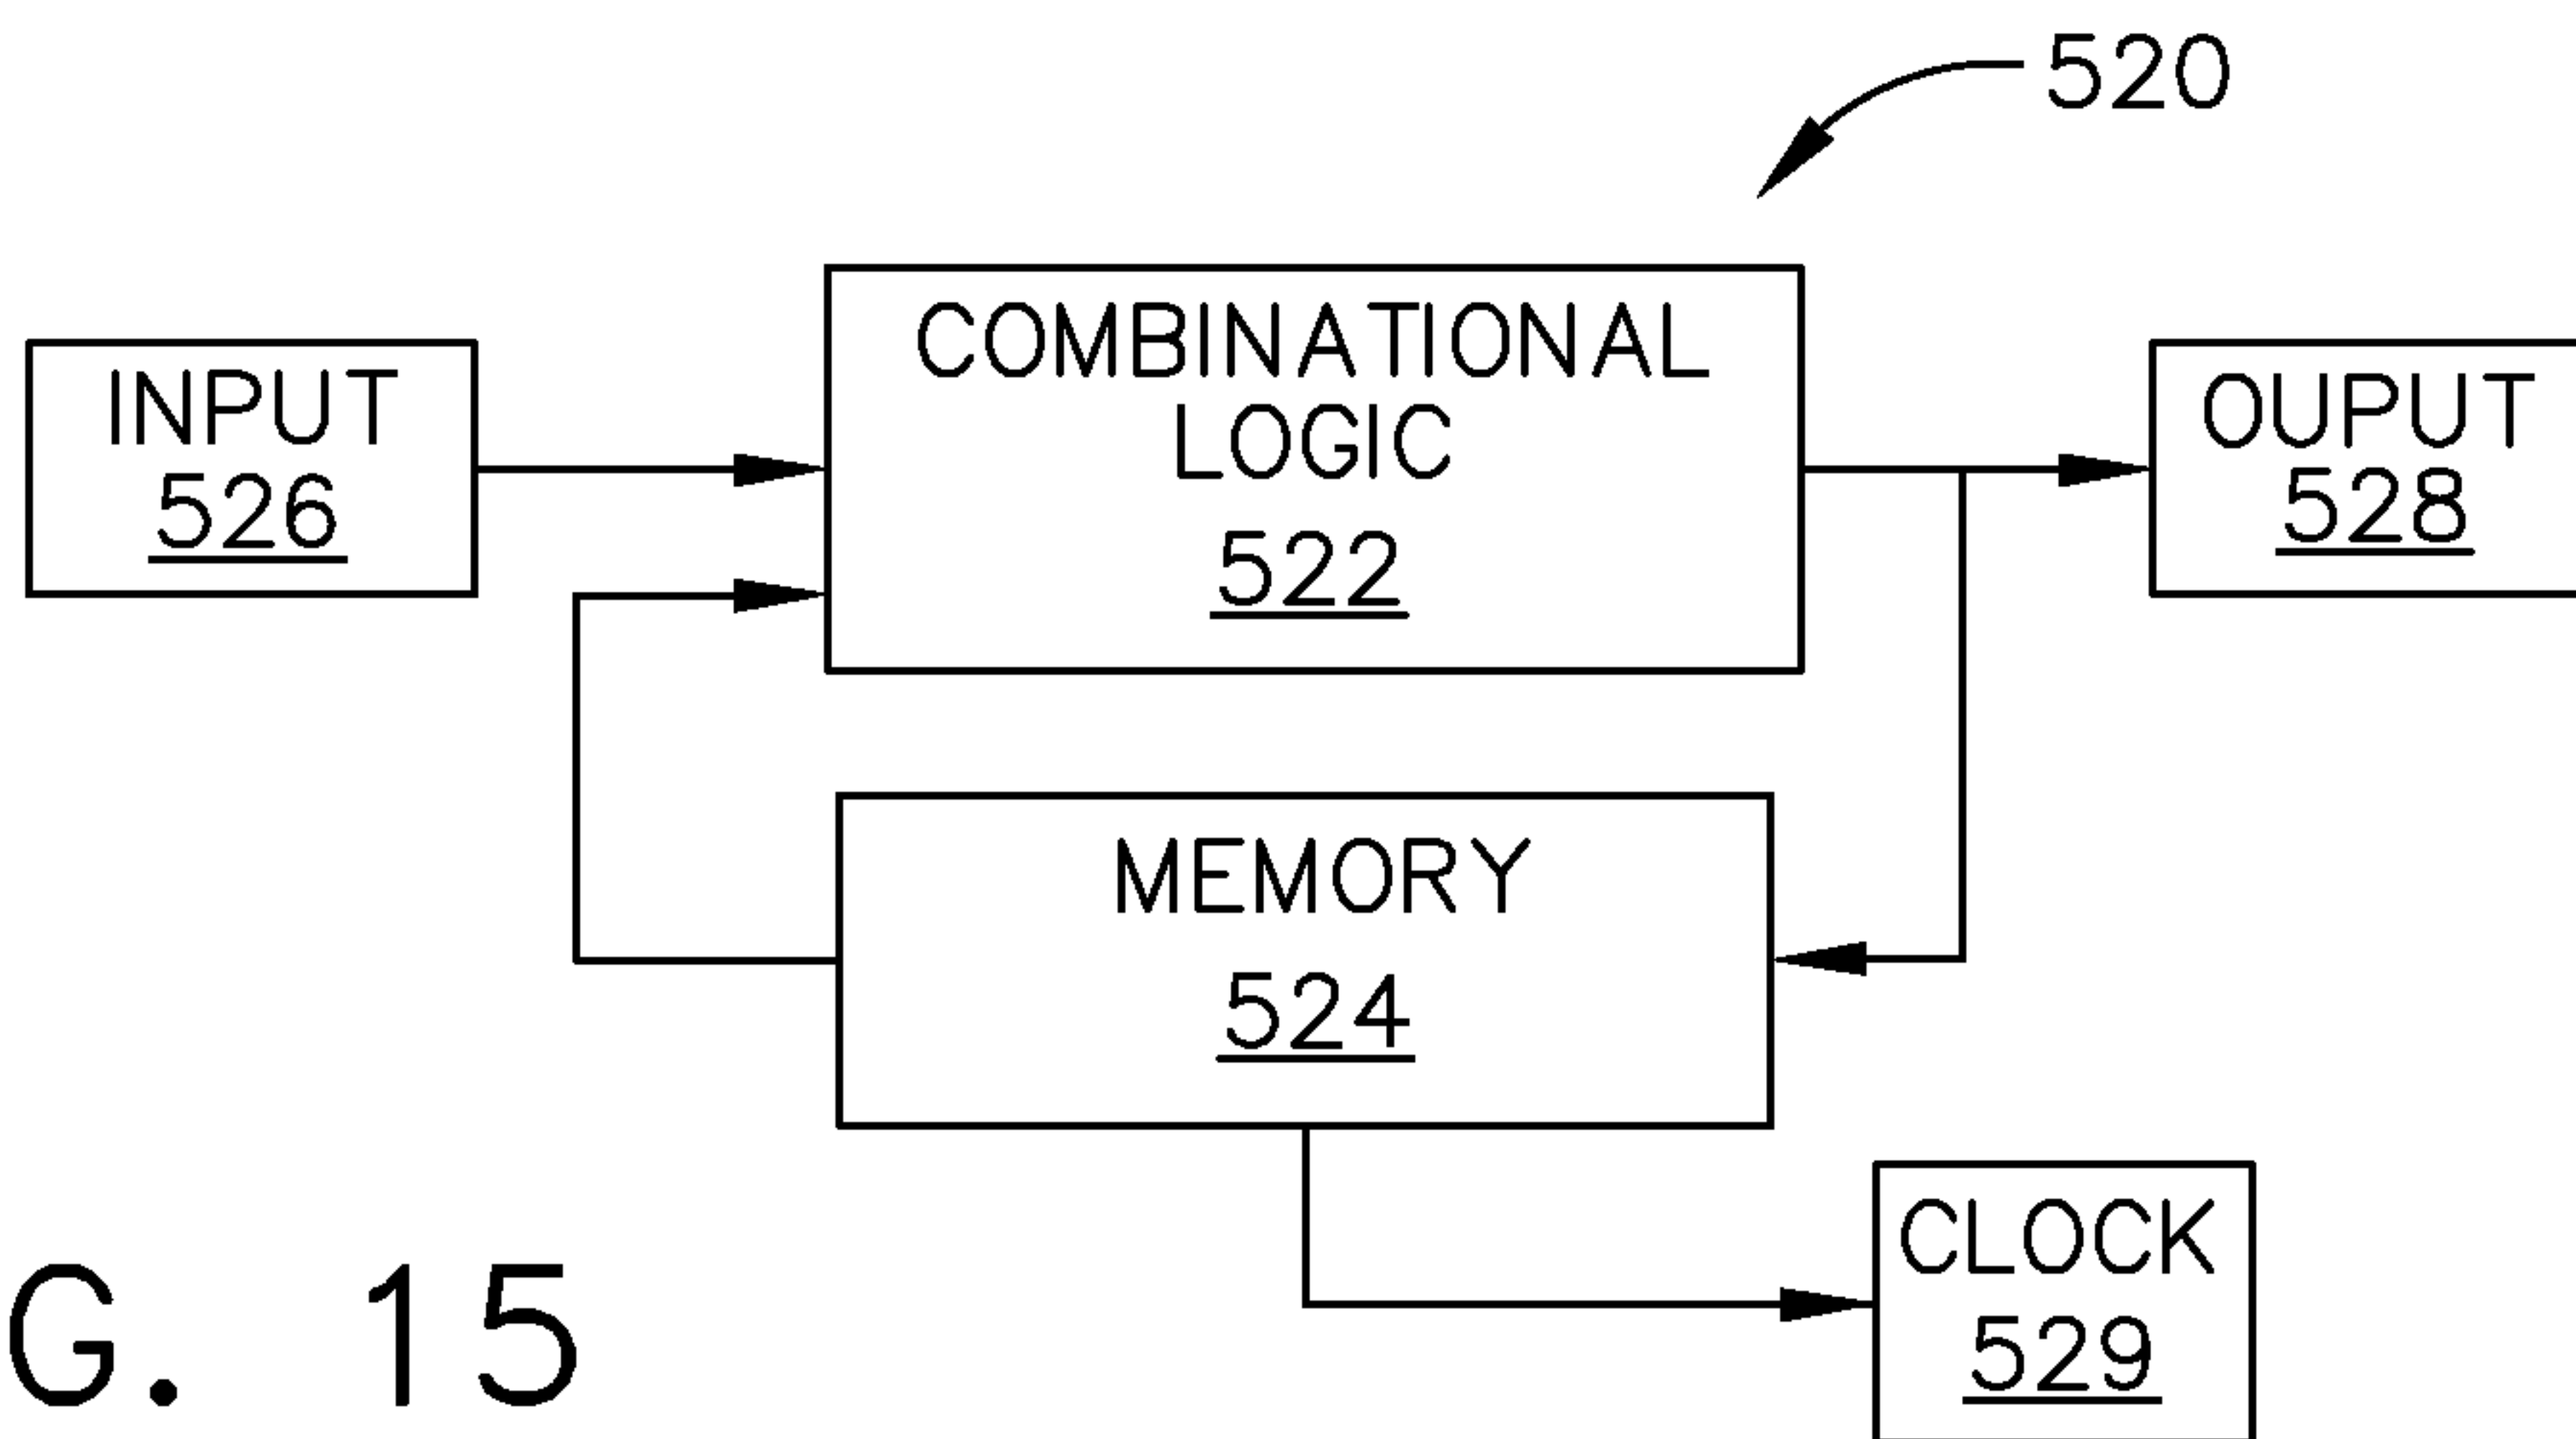 520
COMBINATIONAL
LOGIC
522
INPUT
526
OUPUT
528
MEMORY
524
CLOCK
529
G. 15